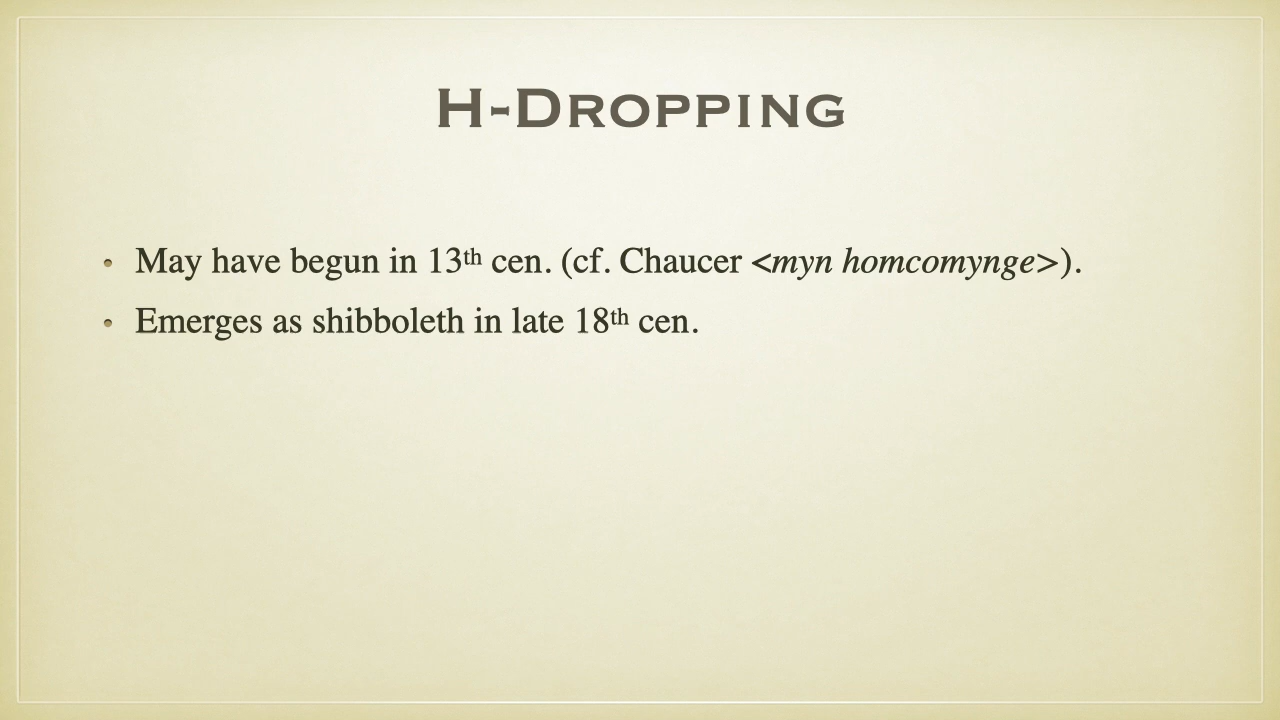 H-Dropping
• May have begun in 13th cen. (cf. Chaucer <myn homcomynge>).
• Emerges as shibboleth in late 18th cen.